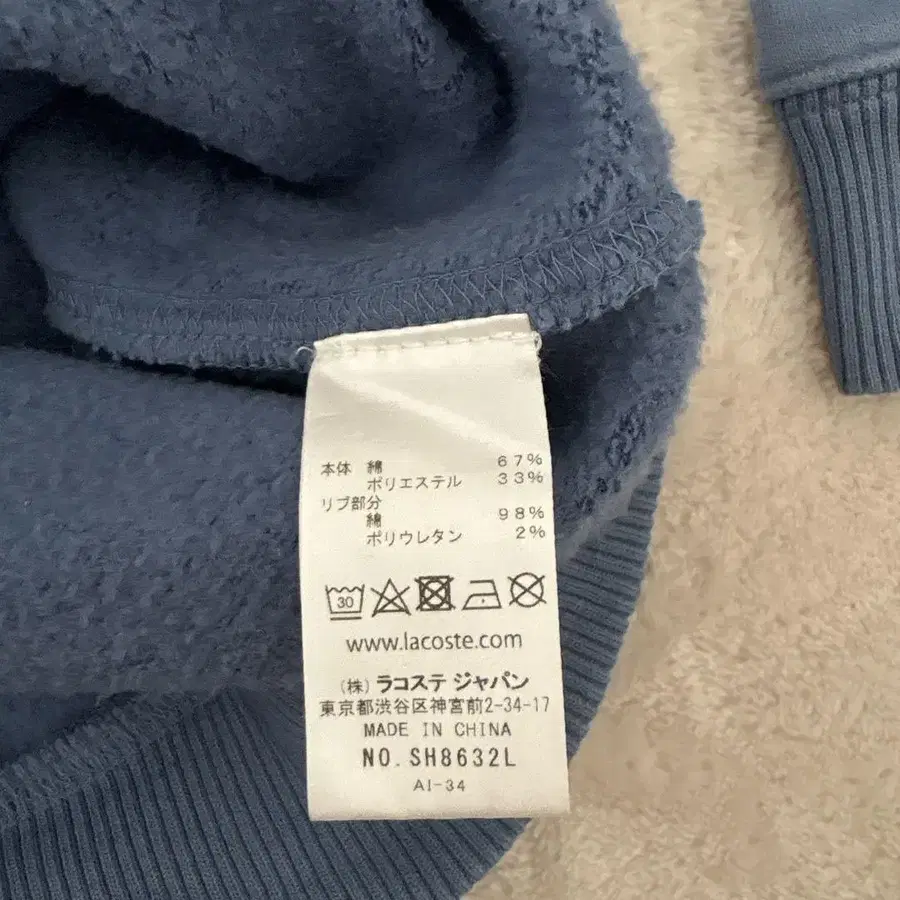 本体 綿 67%
ポリエステル 33%
リブ部分
綿 98%
ポリウレタン 2%
30
www.lacoste.com
(株) ラコステ ジャパン
東京都渋谷区神宮前2-34-17
MADE IN CHINA
NO. SH8632L
AI-34